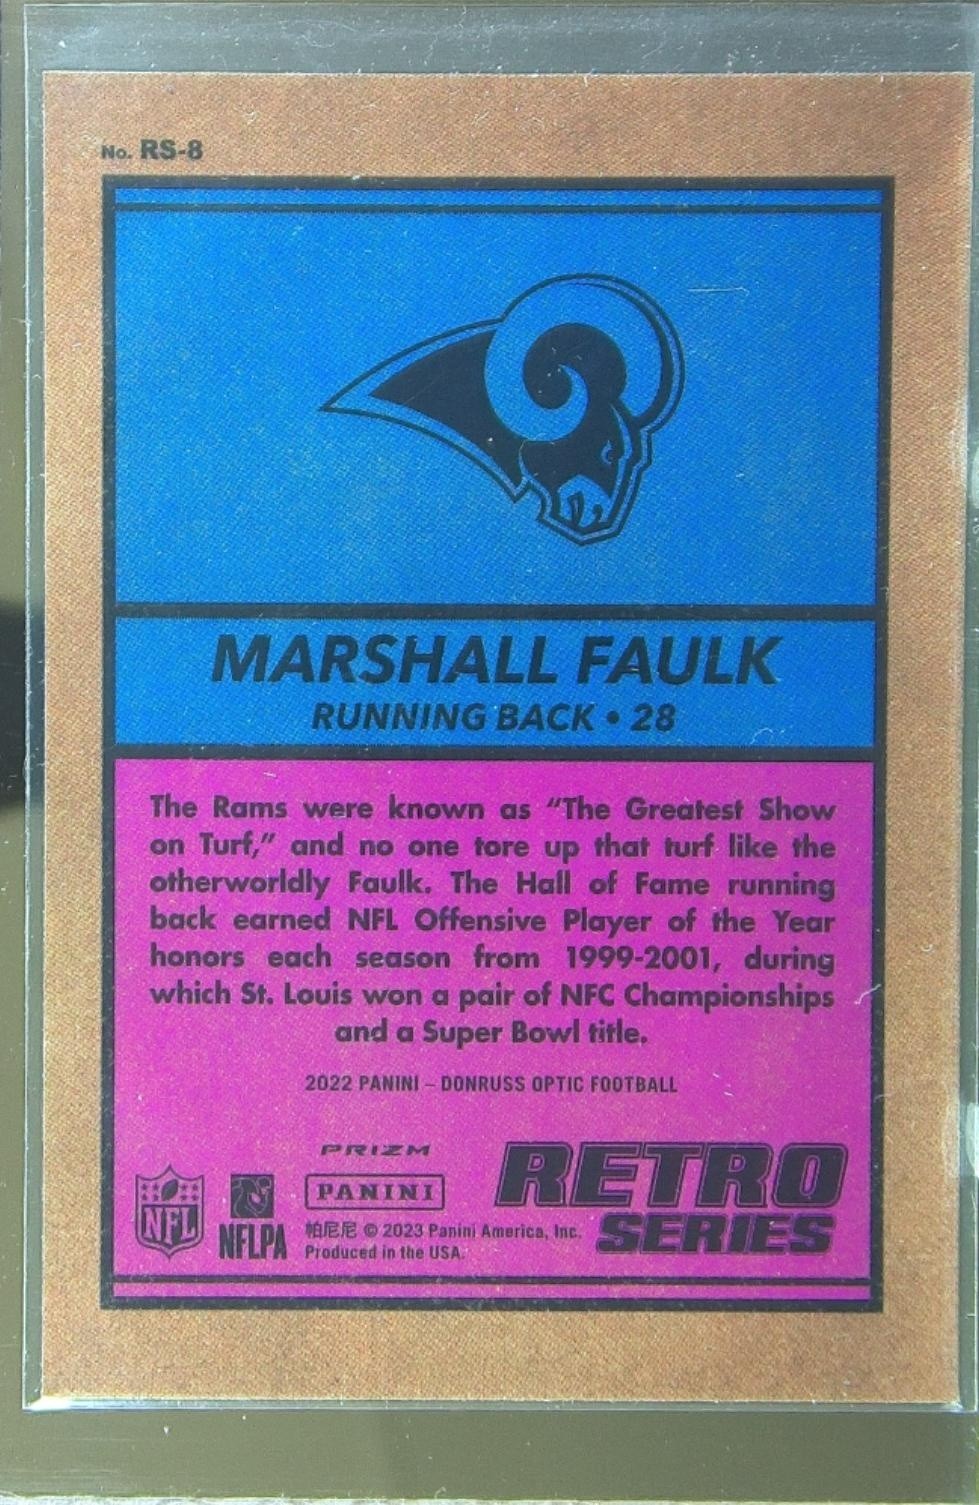 No. RS-8
MARSHALL FAULK
RUNNING BACK • 28
The Rams were known as “The Greatest Show
on Turf,” and no one tore up that turf like the
otherworldly Faulk. The Hall of Fame running
back earned NFL Offensive Player of the Year
honors each season from 1999-2001, during
which St. Louis won a pair of NFC Championships
and a Super Bowl title.
2022 PANINI – DONRUSS OPTIC FOOTBALL
PRIZM
PANINI
RETRO
SERIES
NFL
NFLPA
帕尼尼 © 2023 Panini America, Inc.
Produced in the USA.